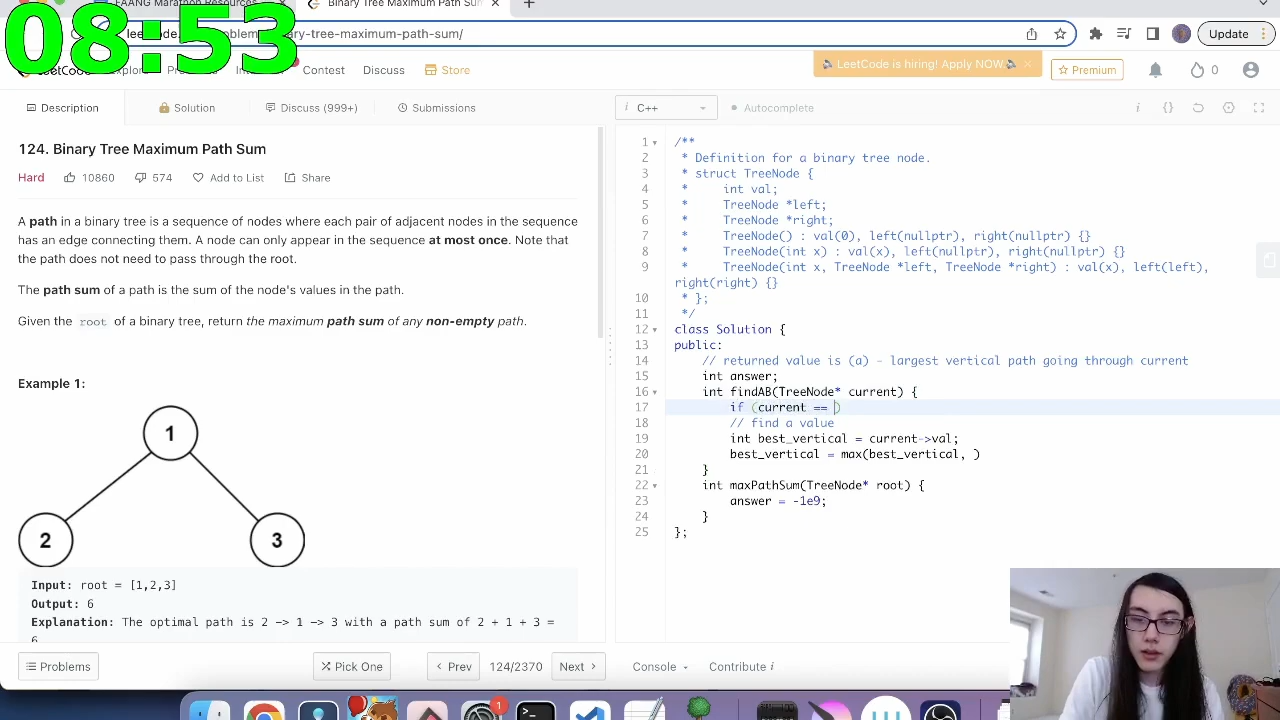 FAANG Marathon Resources
Binary Tree Maximum Path Sum
08:53
ary-tree-maximum-path-sum/
Update
Contest
Discuss
Store
LeetCode is hiring! Apply NOW.
Premium
0
Description
Solution
Discuss (999+)
Submissions
i C++
Autocomplete
124. Binary Tree Maximum Path Sum
Hard 10860 574 Add to List Share
A path in a binary tree is a sequence of nodes where each pair of adjacent nodes in the sequence
has an edge connecting them. A node can only appear in the sequence at most once. Note that
the path does not need to pass through the root.
The path sum of a path is the sum of the node's values in the path.
Given the root of a binary tree, return the maximum path sum of any non-empty path.
Example 1:
1
2
3
Input: root = [1,2,3]
Output: 6
Explanation: The optimal path is 2 -> 1 -> 3 with a path sum of 2 + 1 + 3 =
6
1 /**
2 * Definition for a binary tree node.
3 * struct TreeNode {
4 * int val;
5 * TreeNode *left;
6 * TreeNode *right;
7 * TreeNode() : val(0), left(nullptr), right(nullptr) {}
8 * TreeNode(int x) : val(x), left(nullptr), right(nullptr) {}
9 * TreeNode(int x, TreeNode *left, TreeNode *right) : val(x), left(left),
right(right) {}
10 * };
11 */
12 class Solution {
13 public:
14 // returned value is (a) - largest vertical path going through current
15 int answer;
16 int findAB(TreeNode* current) {
17 if (current == )
18 // find a value
19 int best_vertical = current->val;
20 best_vertical = max(best_vertical, )
21 }
22 int maxPathSum(TreeNode* root) {
23 answer = -1e9;
24 }
25 };
Problems
Pick One
Prev
124/2370
Next
Console
Contribute i
1